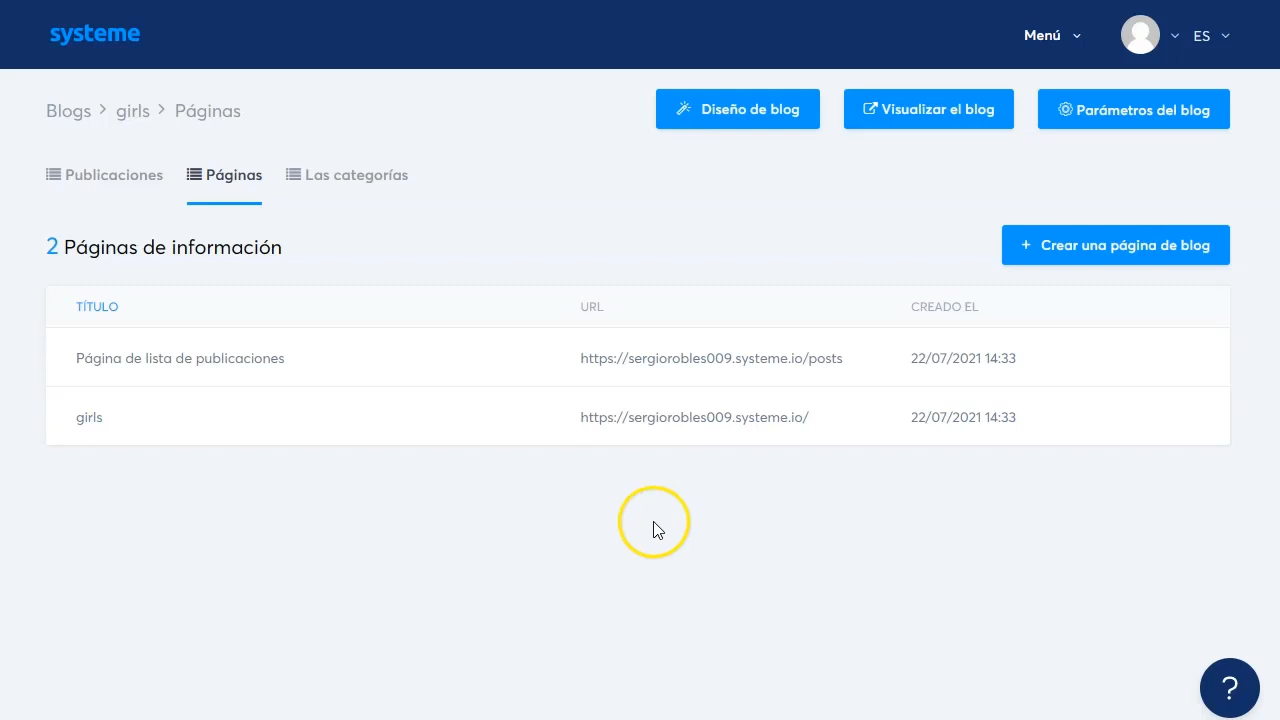 systeme
Menú
ES
Blogs > girls > Páginas
Diseño de blog
Visualizar el blog
Parámetros del blog
Publicaciones
Páginas
Las categorías
2 Páginas de información
+ Crear una página de blog
TÍTULO URL CREADO EL
Página de lista de publicaciones https://sergiorobles009.systeme.io/posts 22/07/2021 14:33
girls https://sergiorobles009.systeme.io/ 22/07/2021 14:33
?